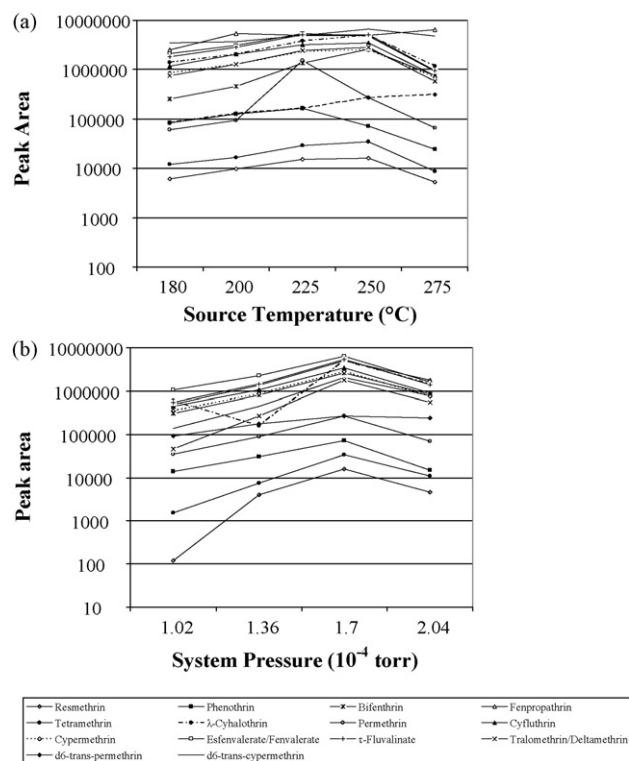 (a)
10000000
1000000
100000
10000
1000
100
Peak Area
180 200 225 250 275
Source Temperature (°C)
(b)
10000000
1000000
100000
10000
1000
100
10
Peak area
1.02 1.36 1.7 2.04
System Pressure (10⁻⁴ torr)
Resmethrin Phenothrin Bifenthrin Fenpropathrin
Tetramethrin λ-Cyhalothrin Permethrin Cyfluthrin
Cypermethrin Esfenvalerate/Fenvalerate τ-Fluvalinate Tralomethrin/Deltamethrin
d6-trans-permethrin d6-trans-cypermethrin